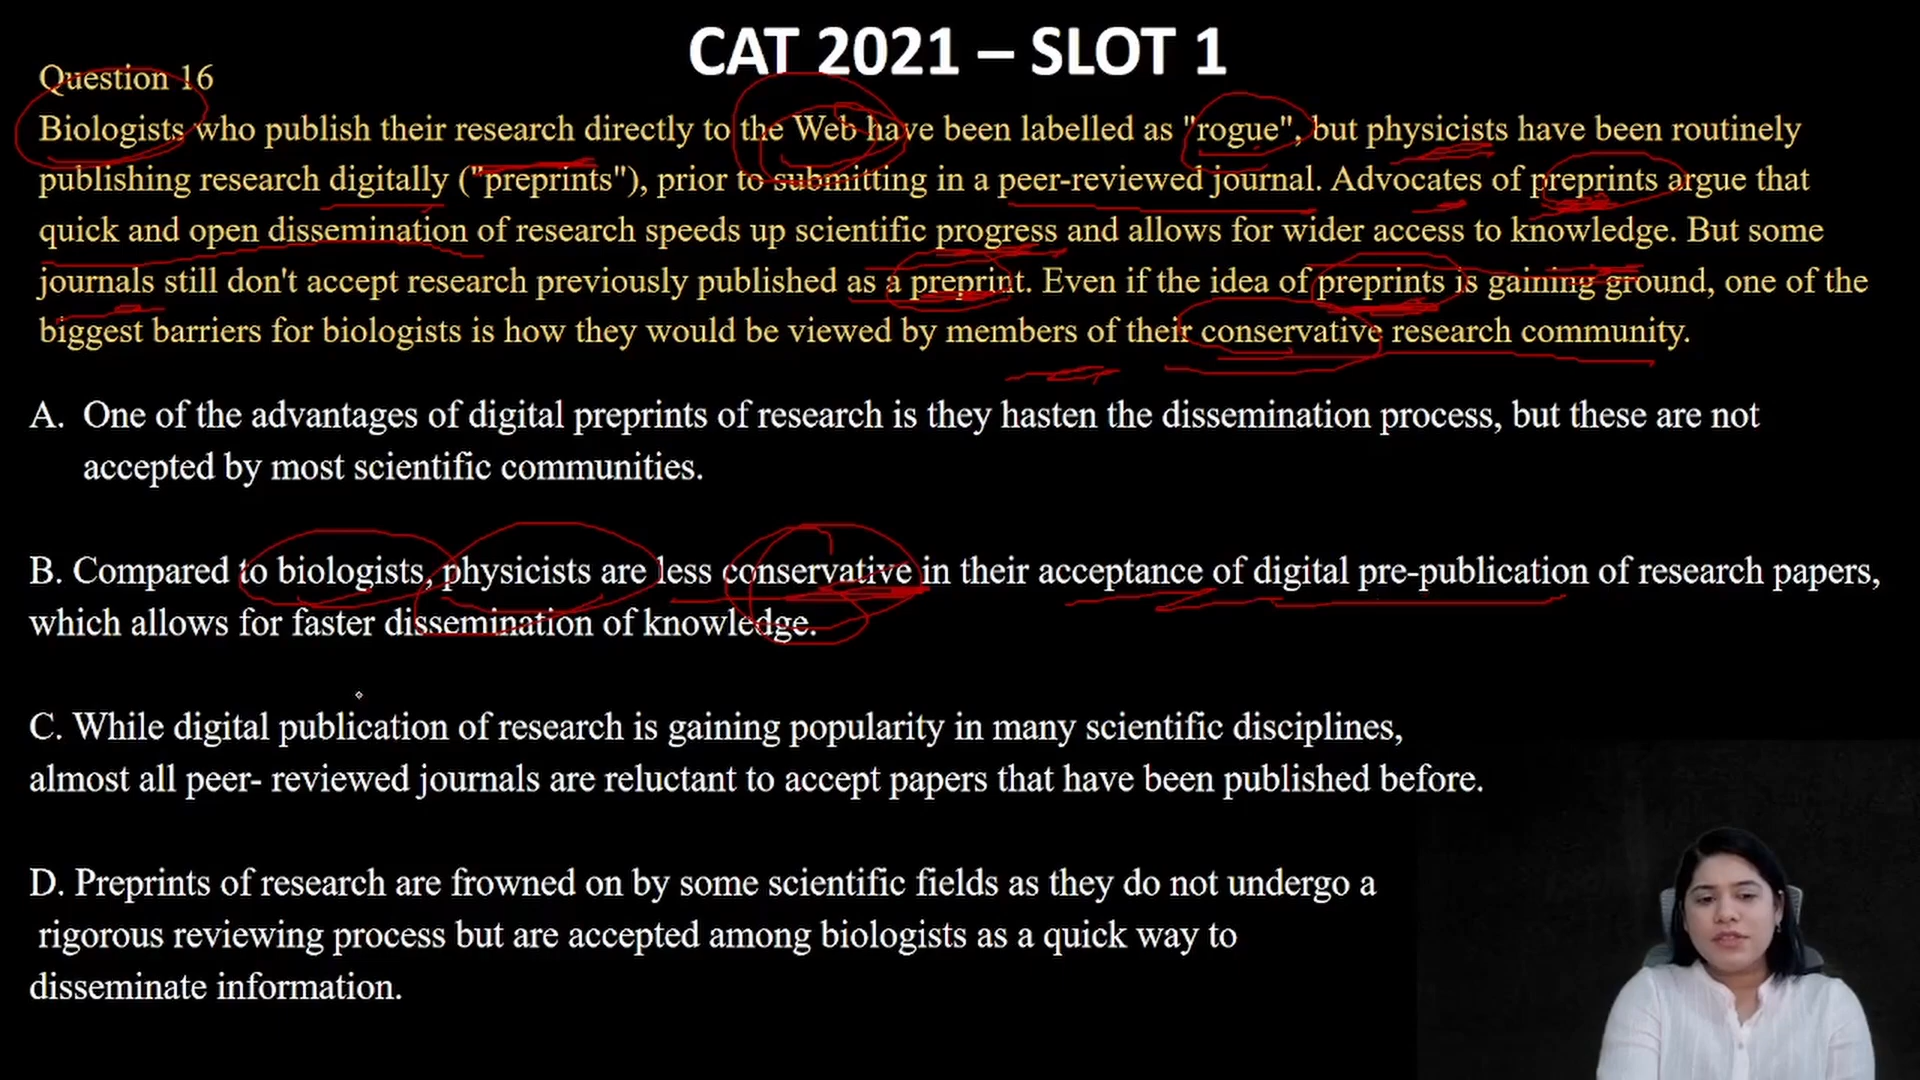 CAT 2021 – SLOT 1
Question 16
Biologists who publish their research directly to the Web have been labelled as "rogue", but physicists have been routinely
publishing research digitally ("preprints"), prior to submitting in a peer-reviewed journal. Advocates of preprints argue that
quick and open dissemination of research speeds up scientific progress and allows for wider access to knowledge. But some
journals still don't accept research previously published as a preprint. Even if the idea of preprints is gaining ground, one of the
biggest barriers for biologists is how they would be viewed by members of their conservative research community.
A. One of the advantages of digital preprints of research is they hasten the dissemination process, but these are not
accepted by most scientific communities.
B. Compared to biologists, physicists are less conservative in their acceptance of digital pre-publication of research papers,
which allows for faster dissemination of knowledge.
C. While digital publication of research is gaining popularity in many scientific disciplines,
almost all peer- reviewed journals are reluctant to accept papers that have been published before.
D. Preprints of research are frowned on by some scientific fields as they do not undergo a
rigorous reviewing process but are accepted among biologists as a quick way to
disseminate information.